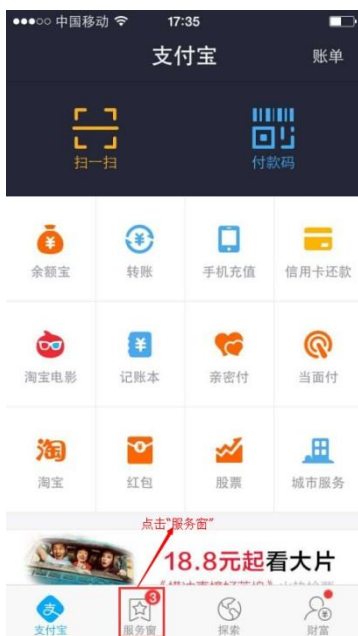 中国移动 17:35
支付宝 账单
扫一扫 付款码
余额宝 转账 手机充值 信用卡还款
淘宝电影 记账本 亲密付 当面付
淘 
淘宝 红包 股票 城市服务
点击"服务窗"
18.8元起看大片
3
支
支付宝 服务窗 探索 财富